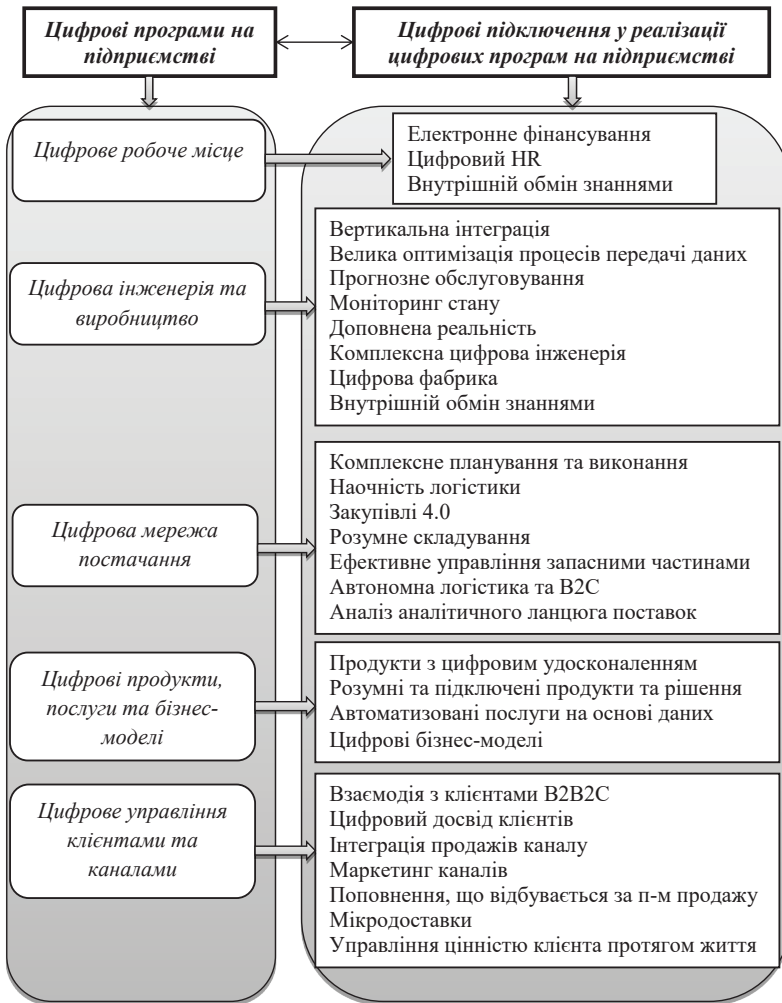 Цифрові програми на
підприємстві
Цифрові підключення у реалізації
цифрових програм на підприємстві
Цифрове робоче місце
Електронне фінансування
Цифровий HR
Внутрішній обмін знаннями
Цифрова інженерія та
виробництво
Вертикальна інтеграція
Велика оптимізація процесів передачі даних
Прогнозне обслуговування
Моніторинг стану
Доповнена реальність
Комплексна цифрова інженерія
Цифрова фабрика
Внутрішній обмін знаннями
Цифрова мережа
постачання
Комплексне планування та виконання
Наочність логістики
Закупівлі 4.0
Розумне складування
Ефективне управління запасними частинами
Автономна логістика та B2C
Аналіз аналітичного ланцюга поставок
Цифрові продукти,
послуги та бізнес-
моделі
Продукти з цифровим удосконаленням
Розумні та підключені продукти та рішення
Автоматизовані послуги на основі даних
Цифрові бізнес-моделі
Цифрове управління
клієнтами та
каналами
Взаємодія з клієнтами B2B2C
Цифровий досвід клієнтів
Інтеграція продажів каналу
Маркетинг каналів
Поповнення, що відбувається за п-м продажу
Мікродоставки
Управління цінністю клієнта протягом життя